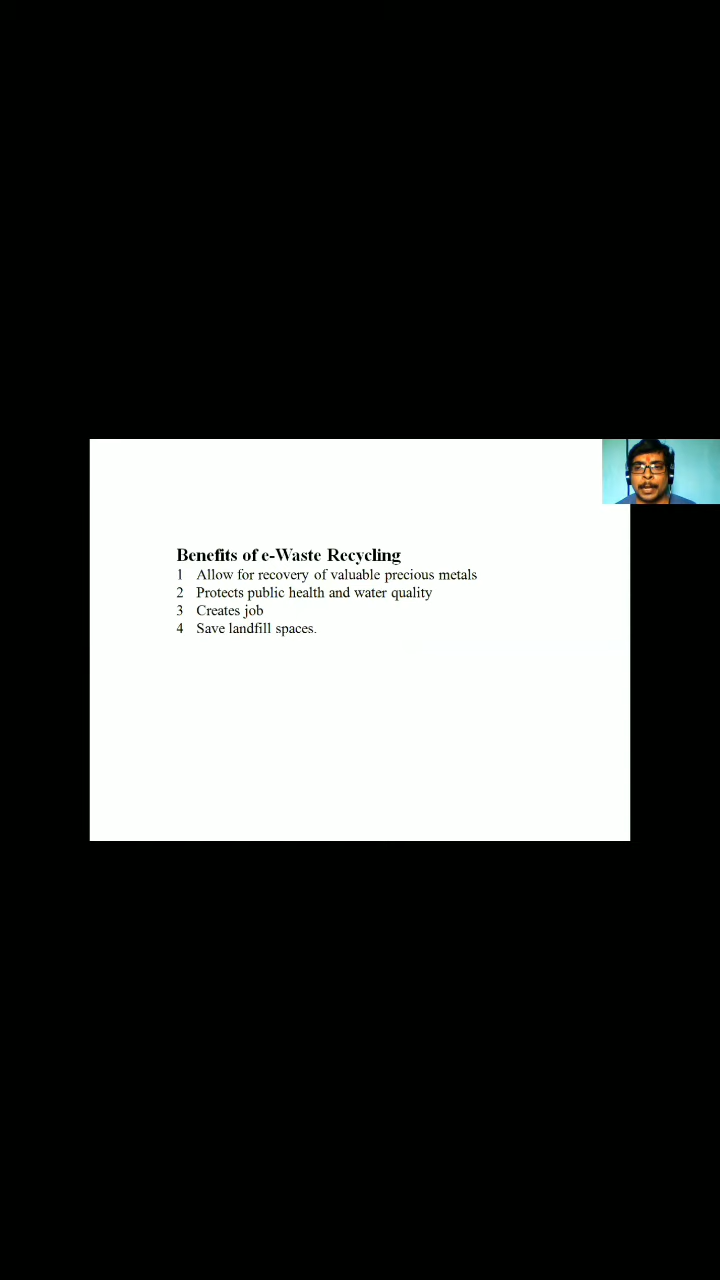 Benefits of e-Waste Recycling
1 Allow for recovery of valuable precious metals
2 Protects public health and water quality
3 Creates job
4 Save landfill spaces.